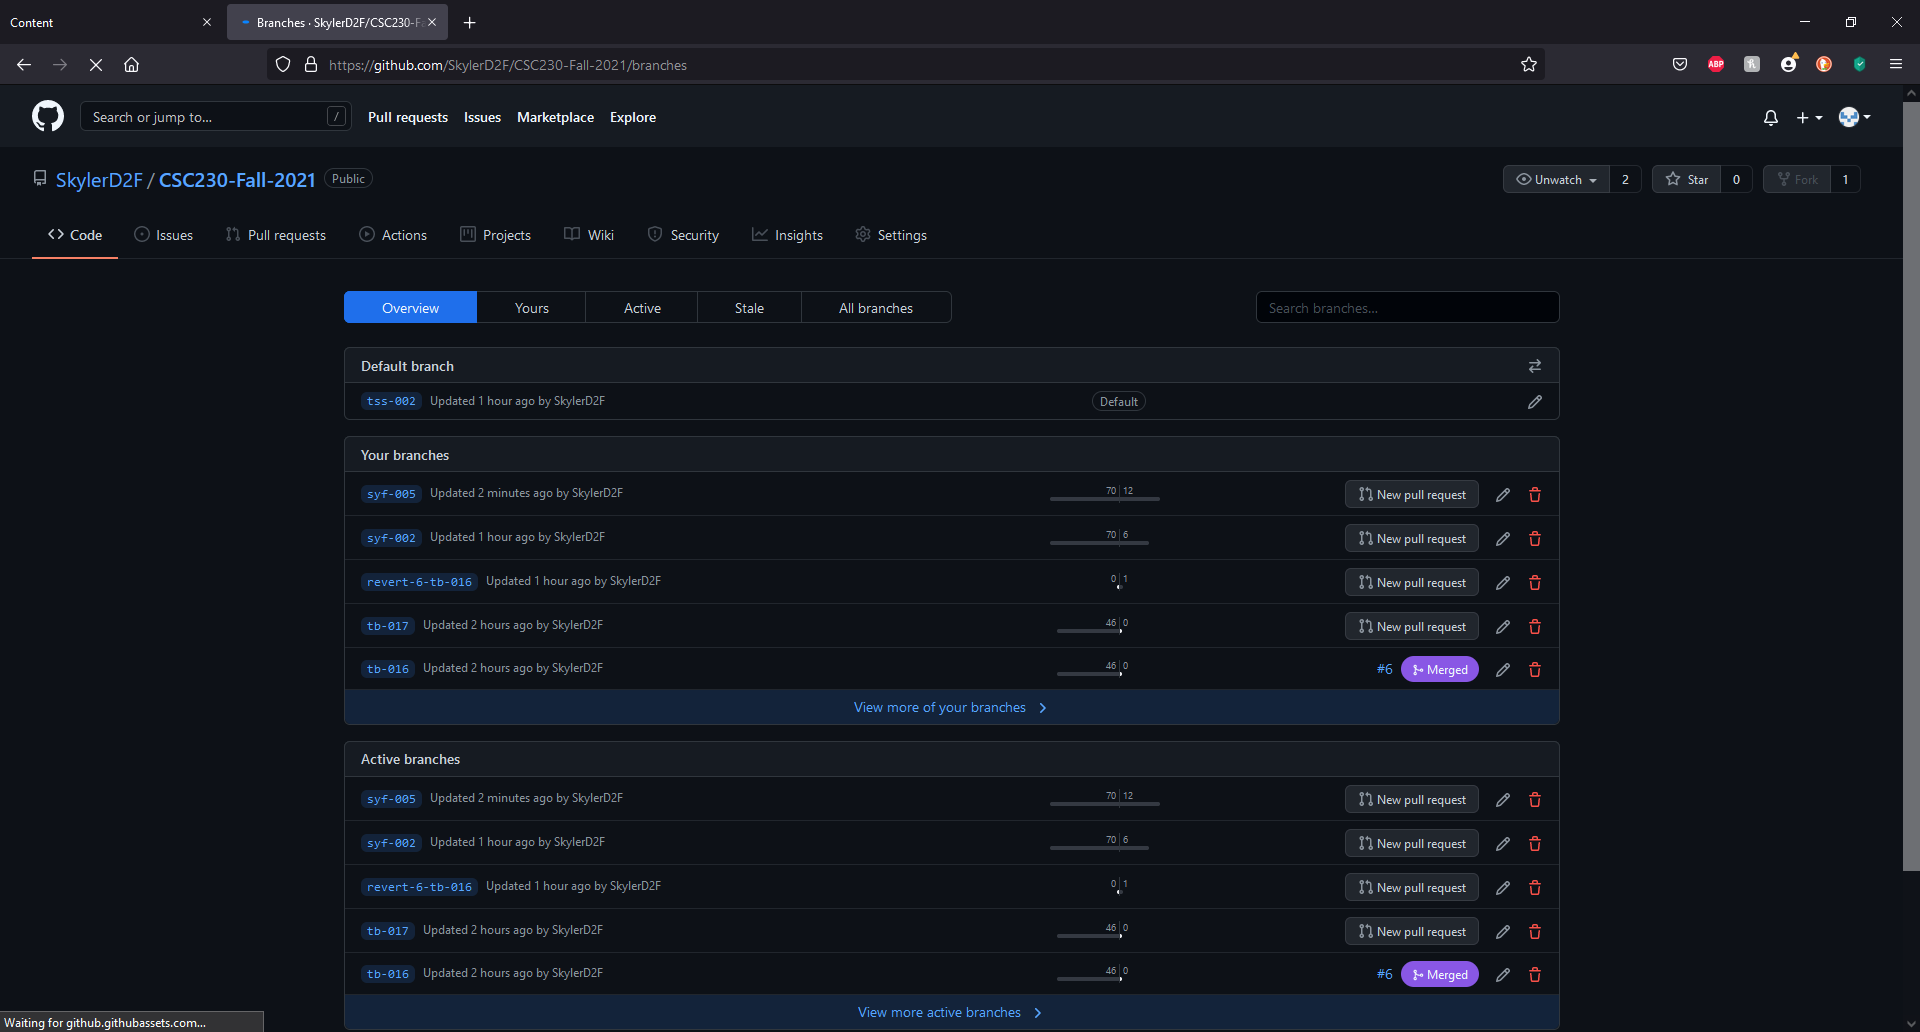 Content
Branches · SkylerD2F/CSC230-F
https://github.com/SkylerD2F/CSC230-Fall-2021/branches
ABP
Search or jump to... /
Pull requests Issues Marketplace Explore
SkylerD2F / CSC230-Fall-2021 Public
Unwatch 2 Star 0 Fork 1
Code Issues Pull requests Actions Projects Wiki Security Insights Settings
Overview Yours Active Stale All branches Search branches...
Default branch
tss-002 Updated 1 hour ago by SkylerD2F Default
Your branches
syf-005 Updated 2 minutes ago by SkylerD2F 70 12 New pull request
syf-002 Updated 1 hour ago by SkylerD2F 70 6 New pull request
revert-6-tb-016 Updated 1 hour ago by SkylerD2F 0 1 New pull request
tb-017 Updated 2 hours ago by SkylerD2F 46 0 New pull request
tb-016 Updated 2 hours ago by SkylerD2F 46 0 #6 Merged
View more of your branches
Active branches
syf-005 Updated 2 minutes ago by SkylerD2F 70 12 New pull request
syf-002 Updated 1 hour ago by SkylerD2F 70 6 New pull request
revert-6-tb-016 Updated 1 hour ago by SkylerD2F 0 1 New pull request
tb-017 Updated 2 hours ago by SkylerD2F 46 0 New pull request
tb-016 Updated 2 hours ago by SkylerD2F 46 0 #6 Merged
View more active branches
Waiting for github.githubassets.com...